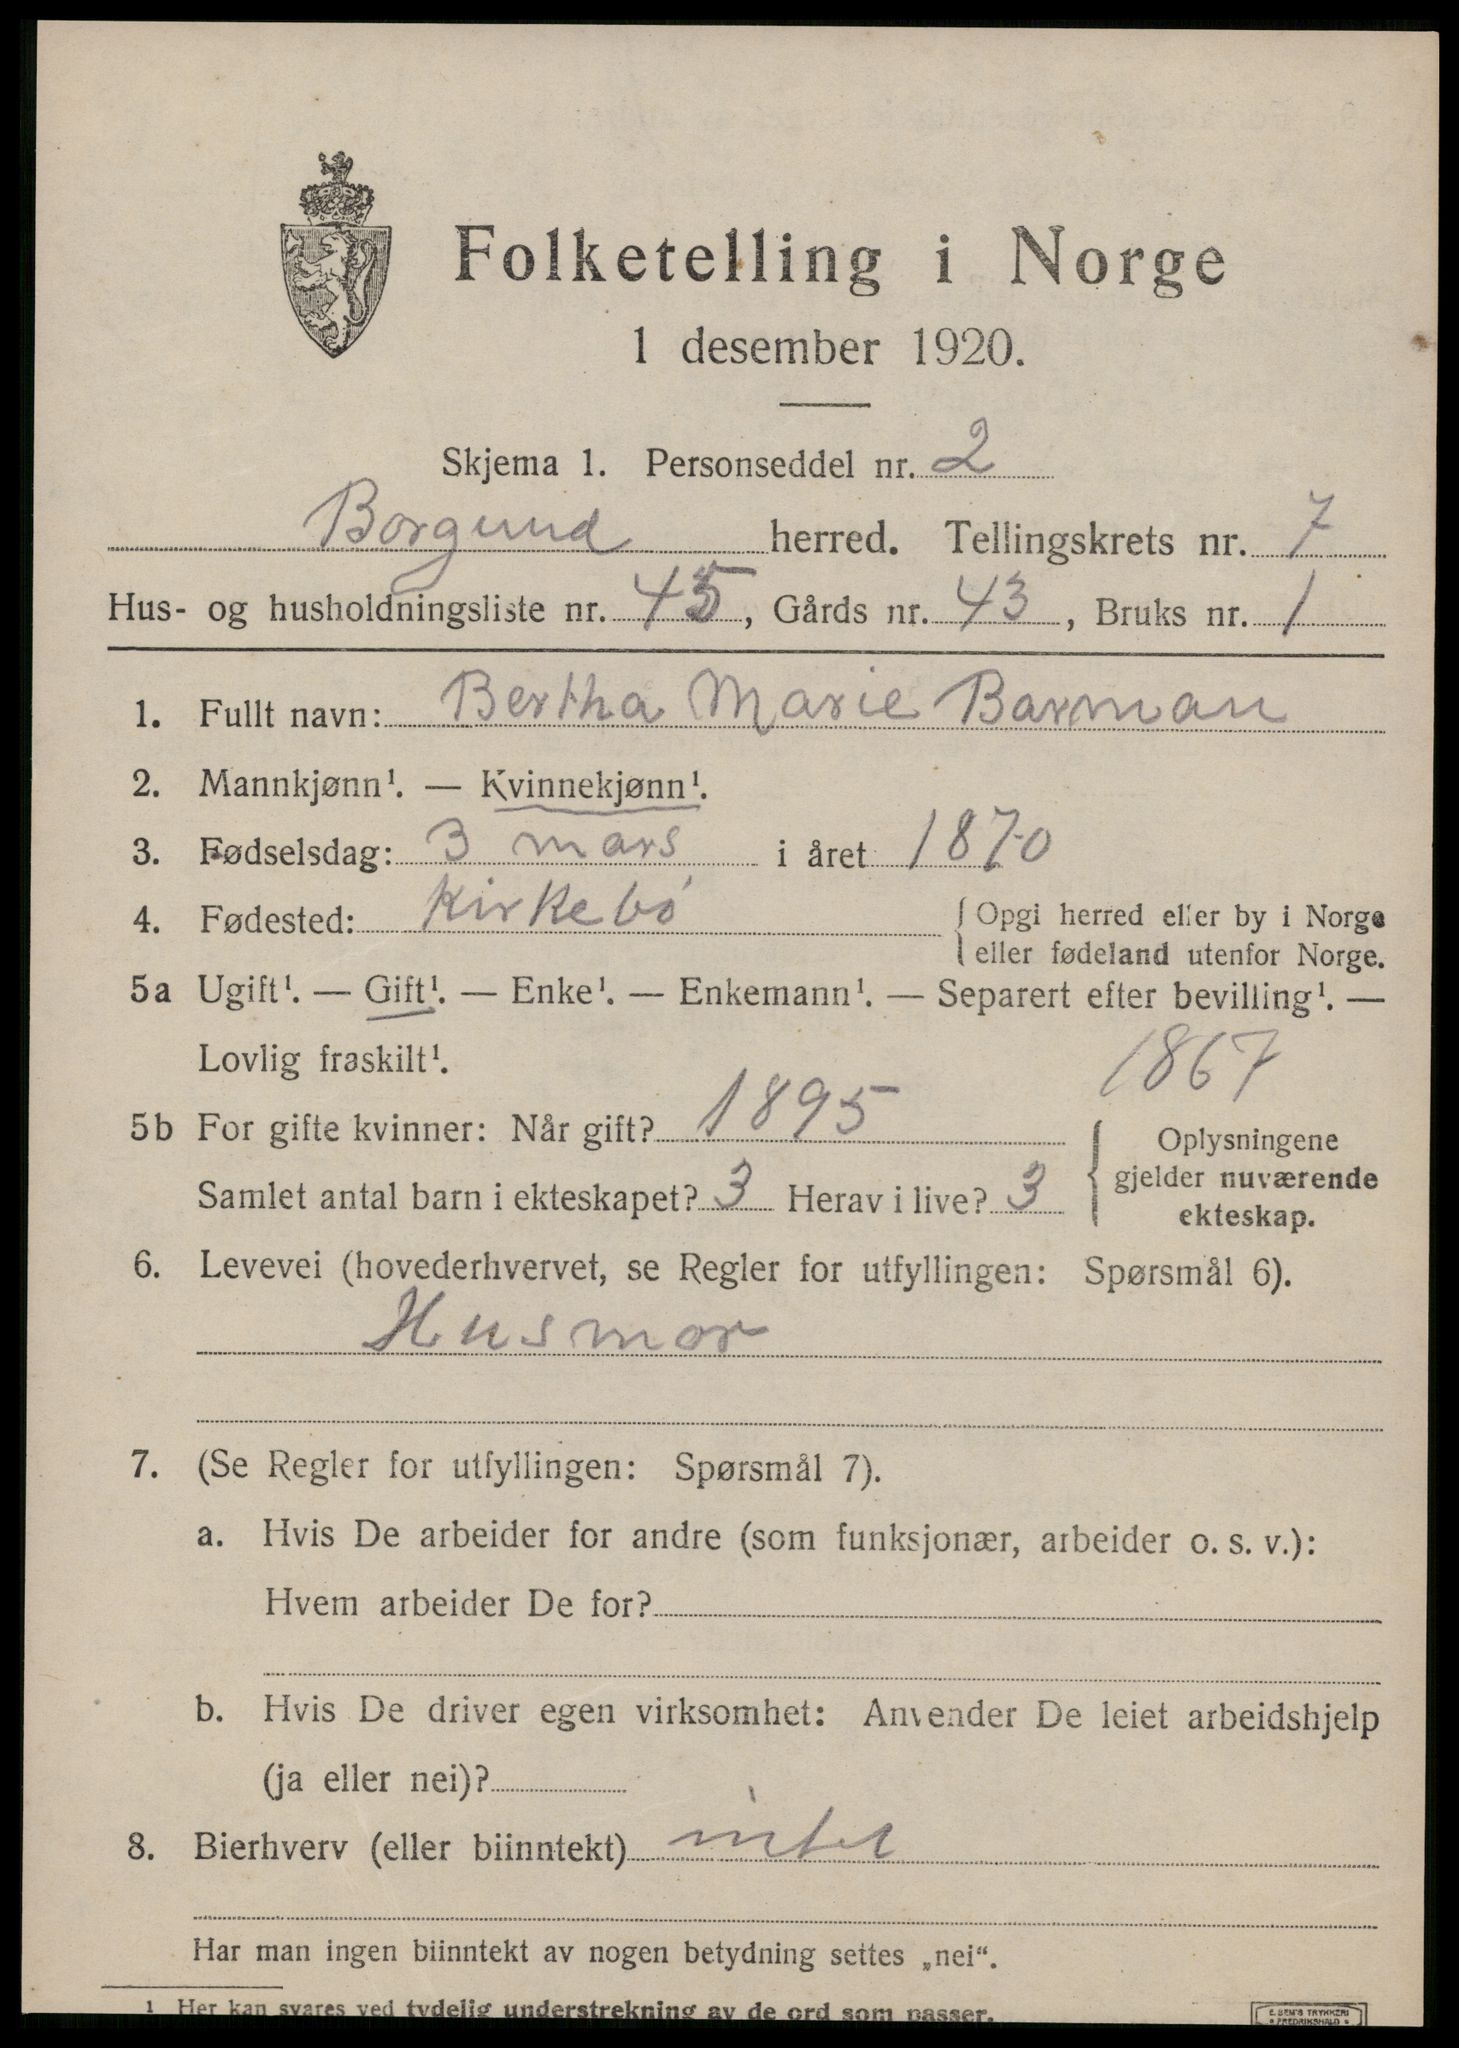 Folketelling i Norge
1 desember 1920.
Skjema 1. Personseddel nr. 2
Borgund herred. Tellingskrets nr. 7
Hus- og husholdningsliste nr. 45, Gårds nr. 43, Bruks nr. 1
1. Fullt navn: Bertha Marie Barman
2. Mannkjønn¹. — Kvinnekjønn¹.
3. Fødselsdag: 3 mars i året 1870
4. Fødested: Kirkebó { Opgi herred eller by i Norge
eller fødeland utenfor Norge.
5a Ugift¹. — Gift¹. — Enke¹. — Enkemann¹. — Separert efter bevilling¹. —
Lovlig fraskilt¹. 1867
5b For gifte kvinner: Når gift? 1895
Samlet antal barn i ekteskapet? 3 Herav i live? 3
{ Oplysningene
gjelder nuværende
ekteskap.
6. Levevei (hovederhvervet, se Regler for utfyllingen: Spørsmål 6).
Husmor
7. (Se Regler for utfyllingen: Spørsmål 7).
a. Hvis De arbeider for andre (som funksjonær, arbeider o. s. v.):
Hvem arbeider De for?
b. Hvis De driver egen virksomhet: Anvender De leiet arbeidshjelp
(ja eller nei)?
8. Bierhverv (eller biinntekt) intet
Har man ingen biinntekt av nogen betydning settes „nei“.
¹ Her kan svares ved tydelig understrekning av de ord som passer.
E. SEM'S TRYKKERI
FREDRIKSHALD